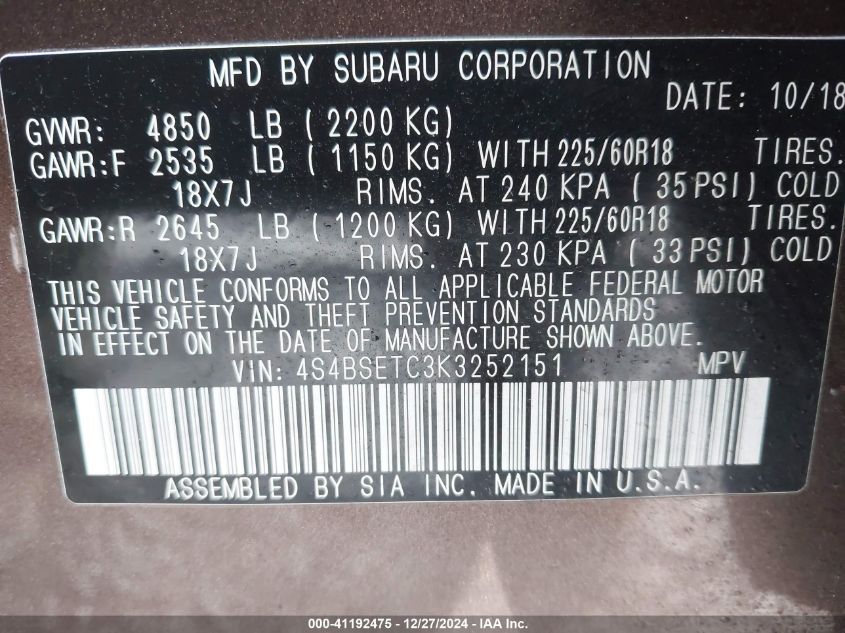 MFD BY SUBARU CORPORATION
DATE: 10/18
GVWR: 4850 LB ( 2200 KG)
GAWR:F 2535 LB ( 1150 KG) WITH 225/60R18 TIRES.
18X7J RIMS. AT 240 KPA ( 35 PSI) COLD
GAWR:R 2645 LB ( 1200 KG) WITH 225/60R18 TIRES.
18X7J RIMS. AT 230 KPA ( 33 PSI) COLD
THIS VEHICLE CONFORMS TO ALL APPLICABLE FEDERAL MOTOR
VEHICLE SAFETY AND THEFT PREVENTION STANDARDS
IN EFFECT ON THE DATE OF MANUFACTURE SHOWN ABOVE.
VIN: 4S4BSETC3K3252151 MPV
ASSEMBLED BY SIA INC. MADE IN U.S.A.
000-41192475 - 12/27/2024 - IAA Inc.